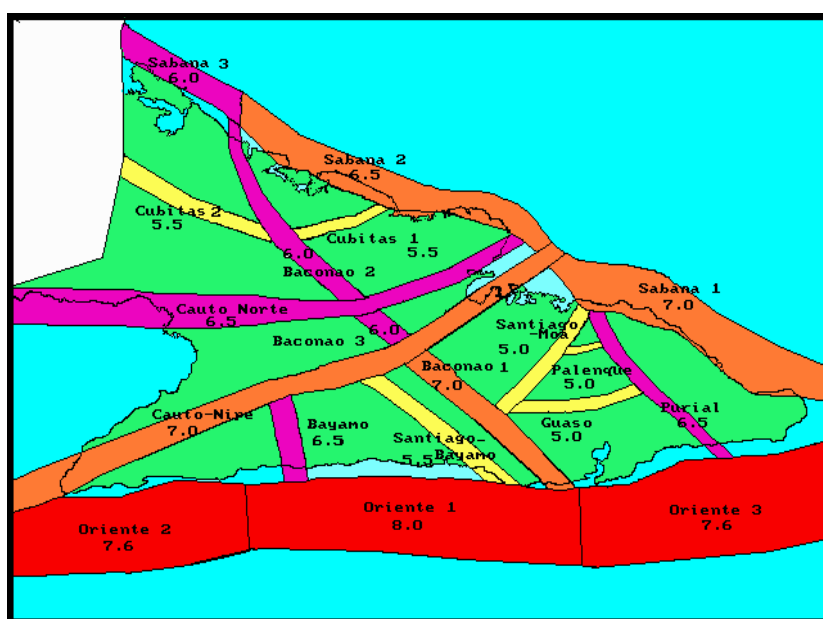 Sabana 3
6.0
Sabana 2
6.5
Cubitas 2
5.5
Cubitas 1
5.5
6.0
Baconao 2
Sabana 1
7.0
Cauto Norte
6.5
6.0
Baconao 3
Santiago
-Moa
5.0
Baconao 1
7.0
Palenque
5.0
Cauto-Nipe
7.0
Bayamo
6.5
Guaso
5.0
Purial
6.5
Santiago-
Bayamo
5.5
Oriente 2
7.6
Oriente 1
8.0
Oriente 3
7.6